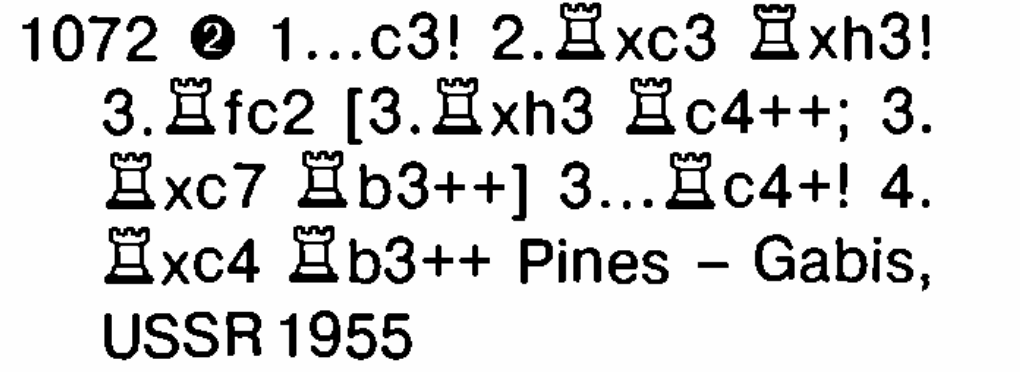 1072 ❷ 1...c3! 2.♖xc3 ♖xh3!
3.♖fc2 [3.♖xh3 ♖c4++; 3.
♖xc7 ♖b3++] 3...♖c4+! 4.
♖xc4 ♖b3++ Pines – Gabis,
USSR 1955